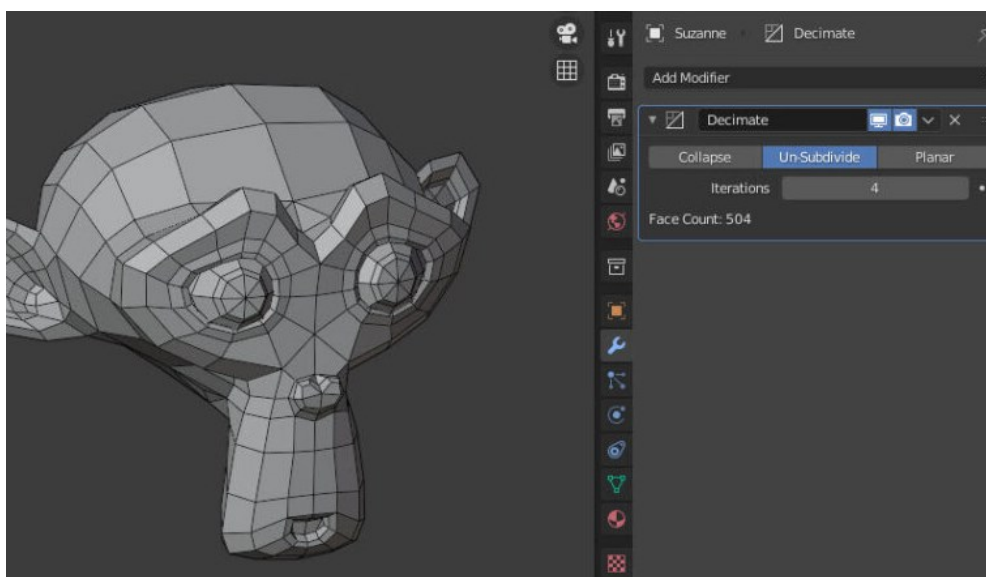 Suzanne Decimate
Add Modifier
Decimate
Collapse Un-Subdivide Planar
Iterations 4
Face Count: 504